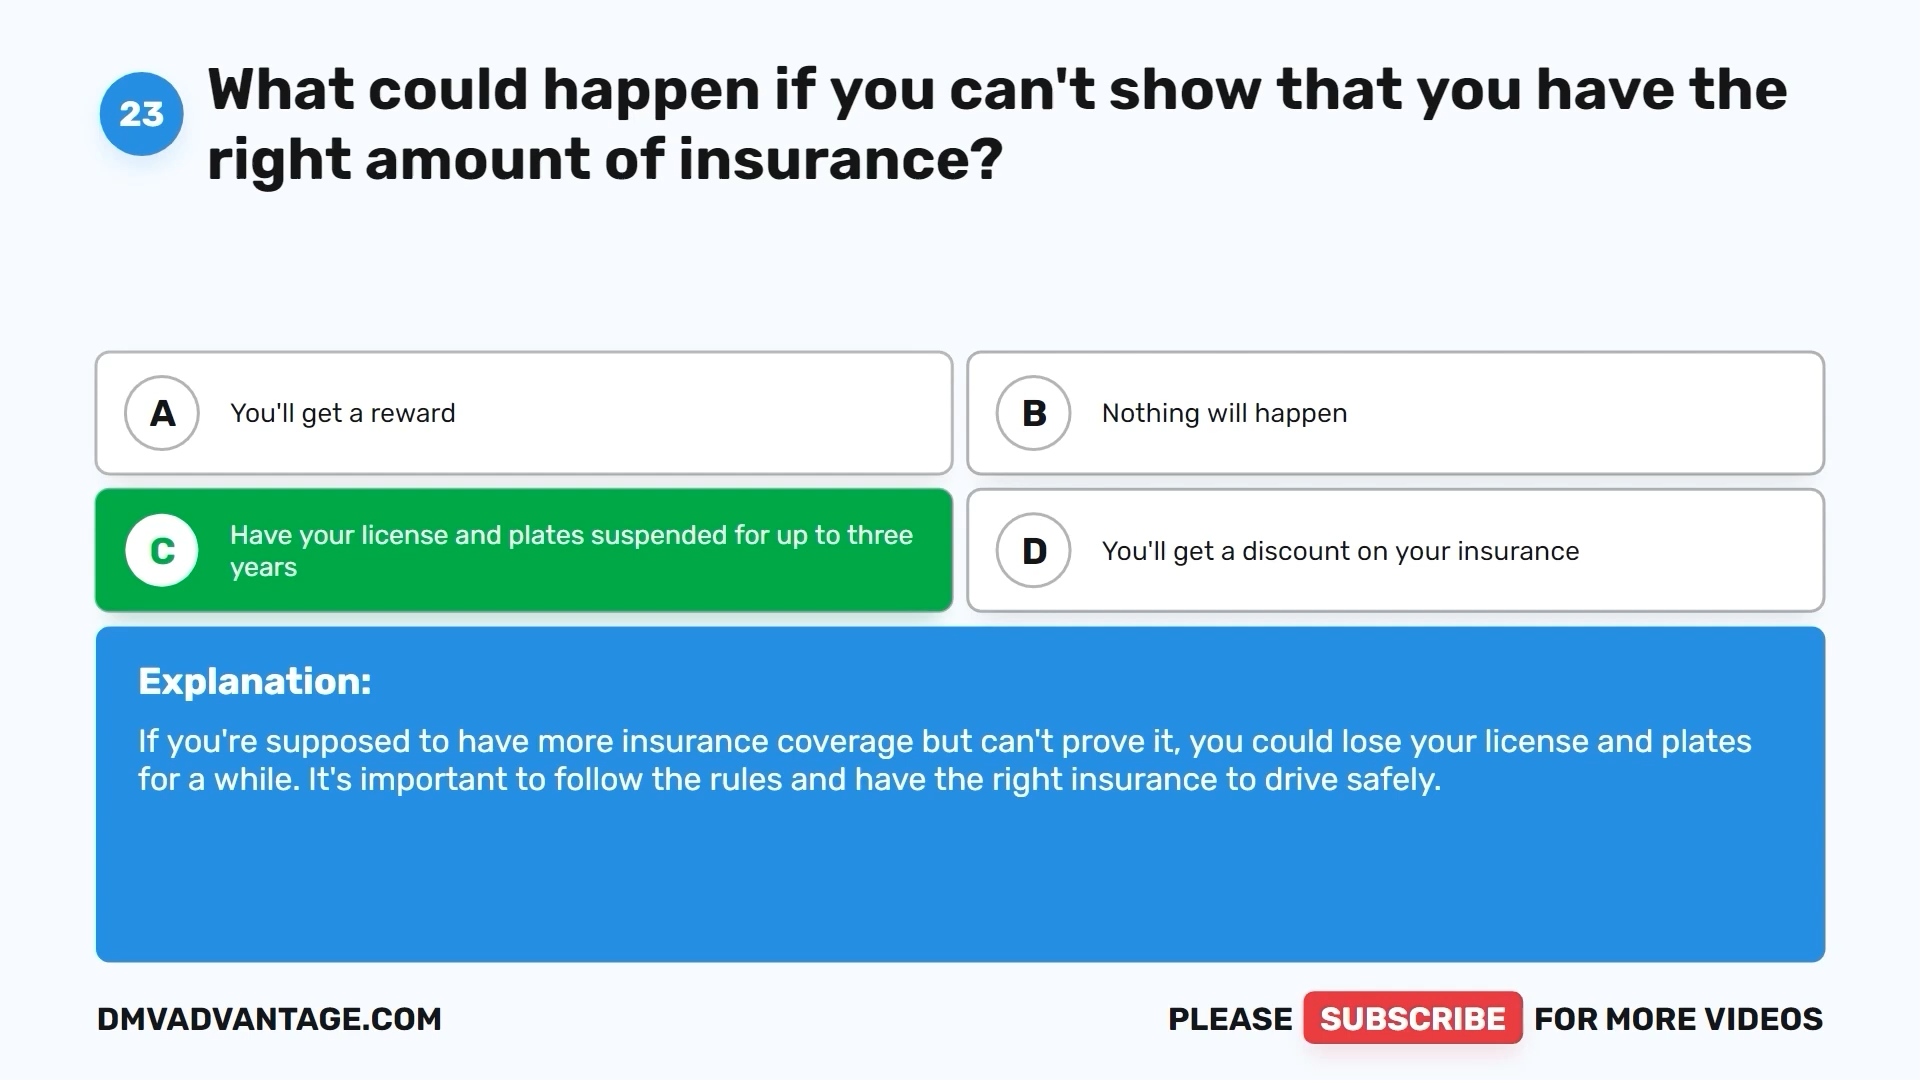 23
What could happen if you can't show that you have the
right amount of insurance?
A
You'll get a reward
B
Nothing will happen
C
Have your license and plates suspended for up to three
years
D
You'll get a discount on your insurance
Explanation:
If you're supposed to have more insurance coverage but can't prove it, you could lose your license and plates
for a while. It's important to follow the rules and have the right insurance to drive safely.
DMVADVANTAGE.COM
PLEASE SUBSCRIBE FOR MORE VIDEOS